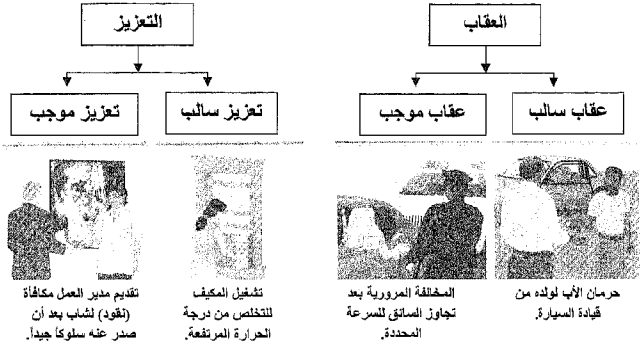 العقاب
التعزيز
عقاب سالب
عقاب موجب
تعزيز سالب
تعزيز موجب
حرمان الأب لولده من
قيادة السيارة.
المخالفة المرورية بعد
تجاوز السائق للسرعة
المحددة.
تشغيل المكيف
للتخلص من درجة
الحرارة المرتفعة.
تقديم مدير العمل مكافأة
(نقود) لشاب بعد أن
صدر عنه سلوكاً جيداً.